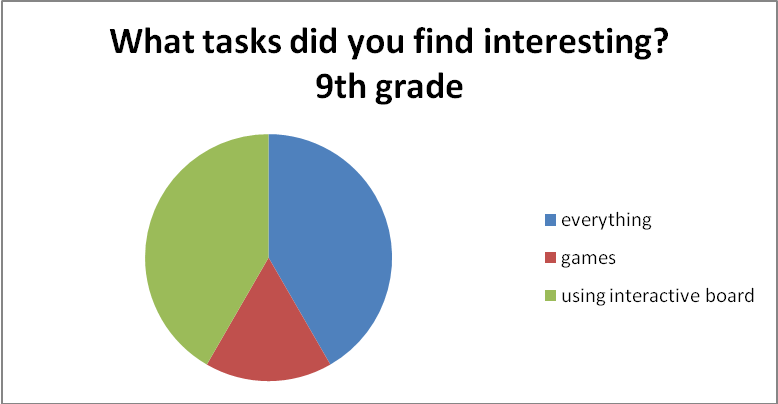 What tasks did you find interesting?
9th grade
everything
games
using interactive board